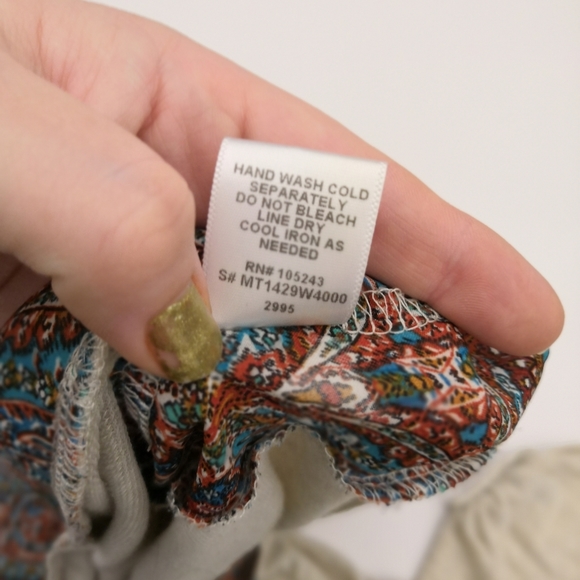 HAND WASH COLD
SEPARATELY
DO NOT BLEACH
LINE DRY
COOL IRON AS
NEEDED
RN# 105243
S# MT1429W4000
2995